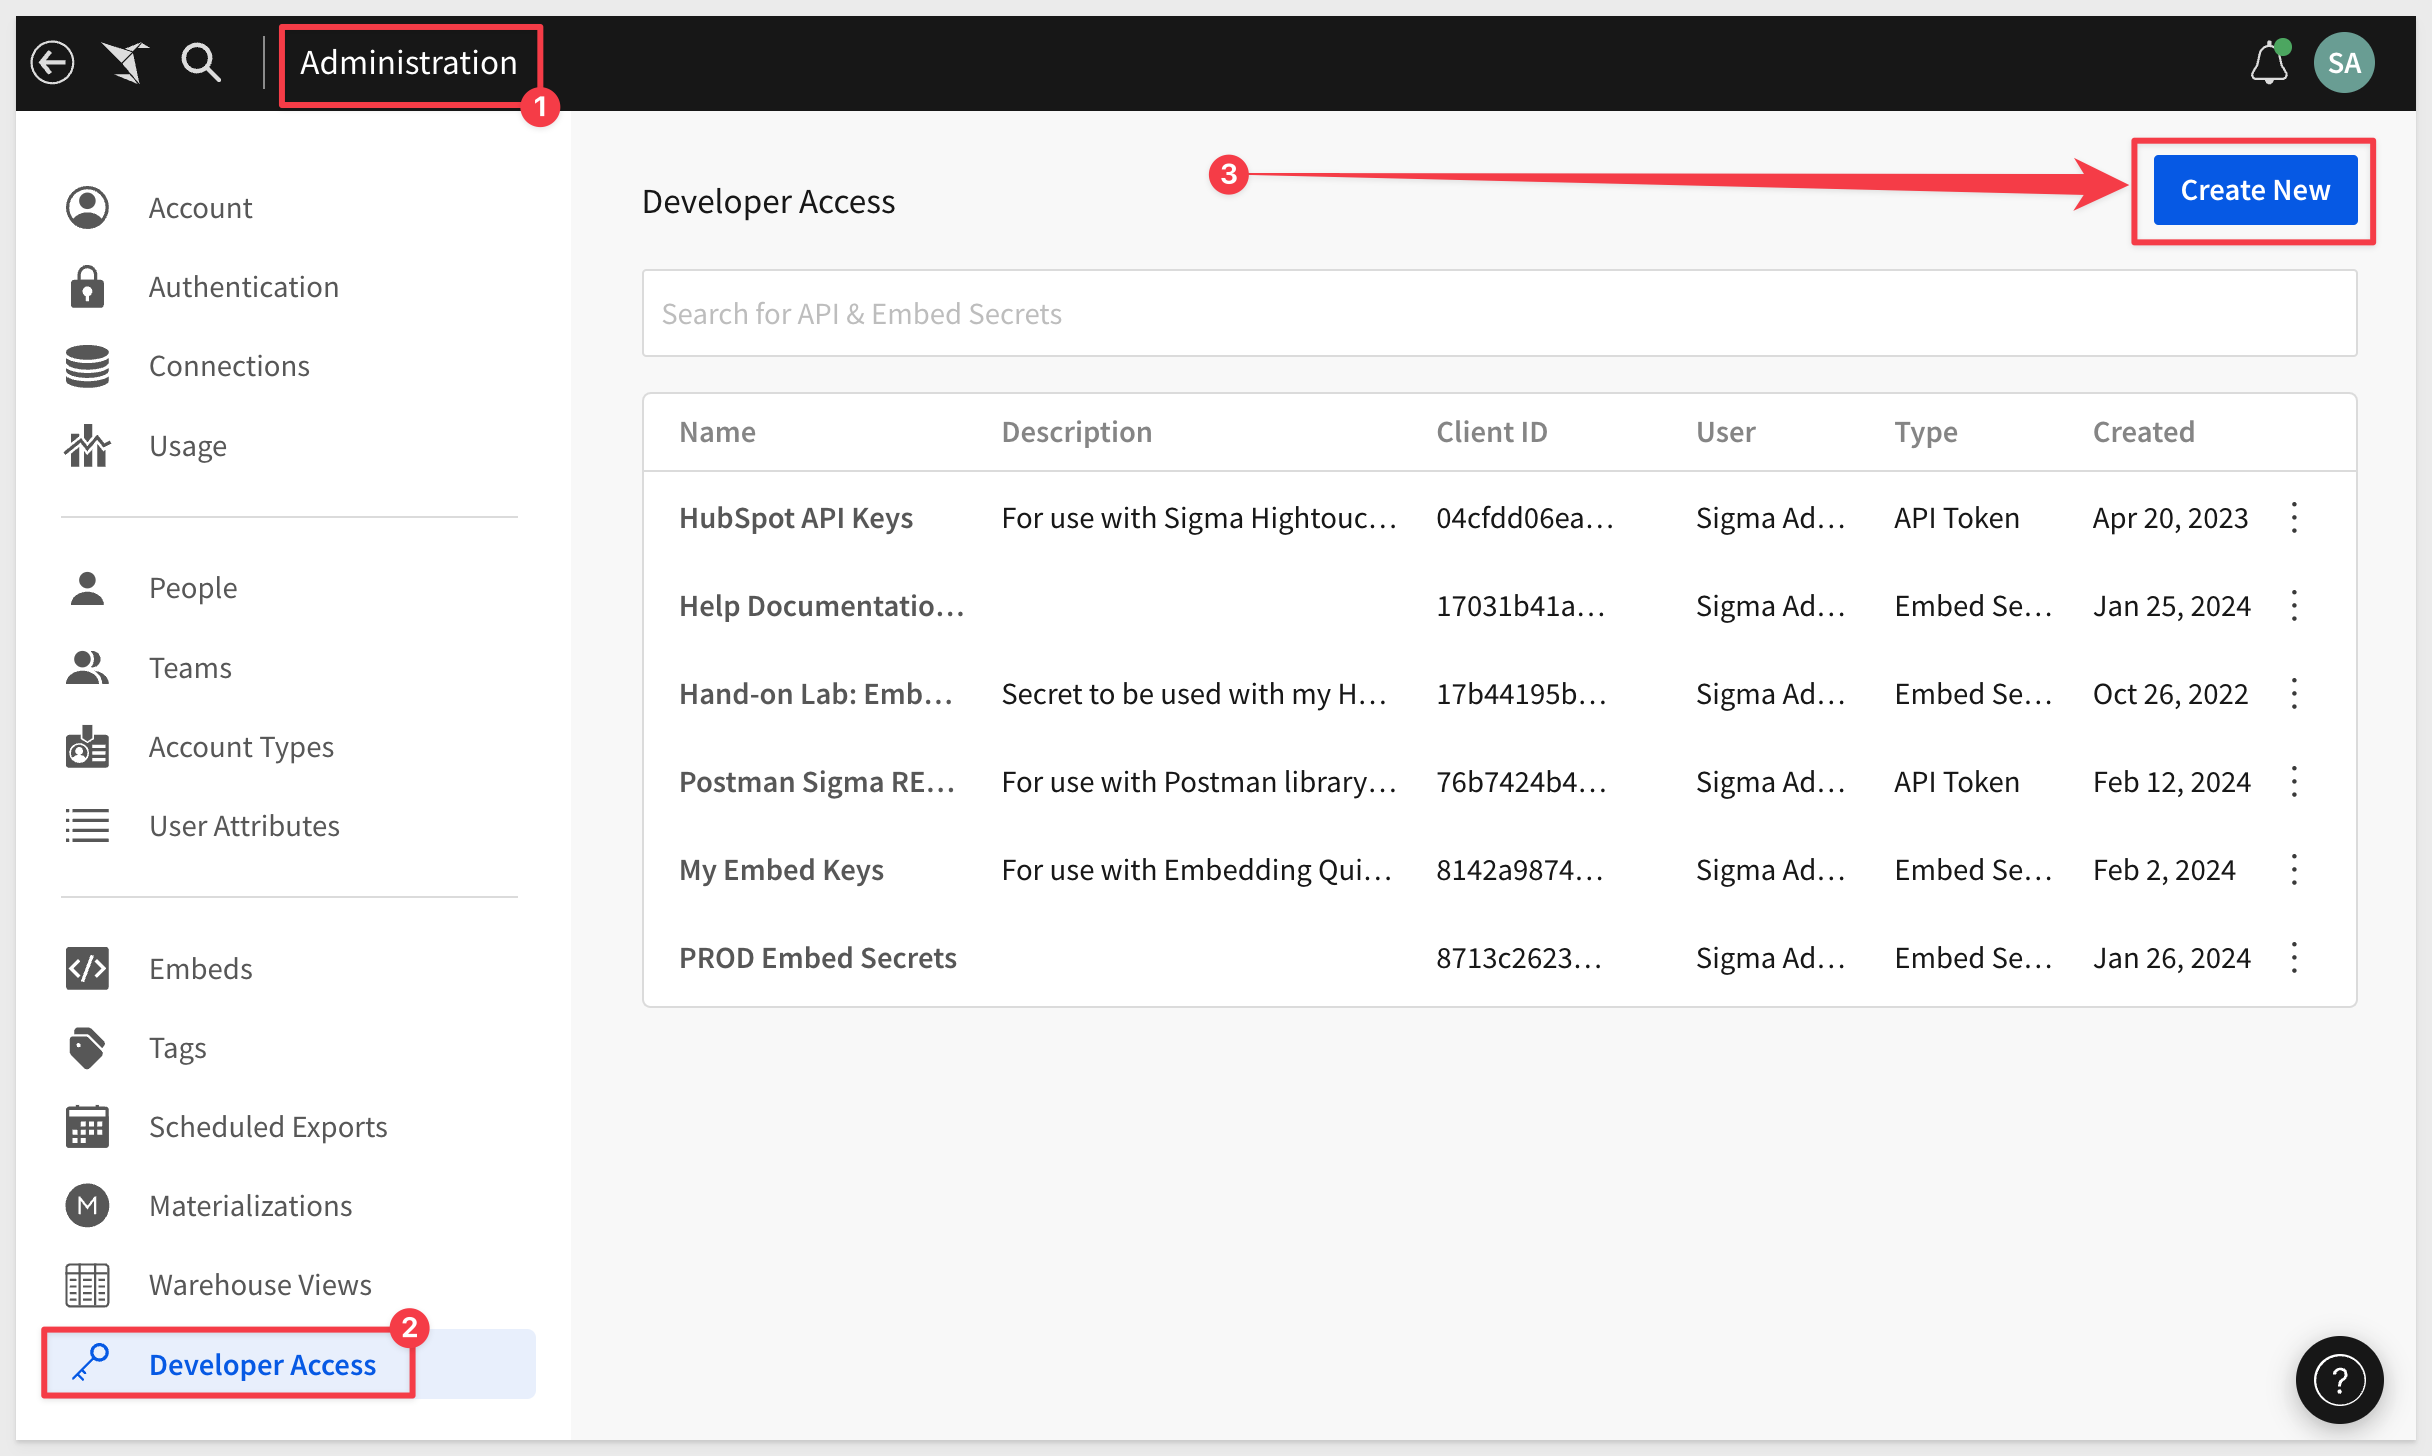 Administration
1
SA
Account
Authentication
Connections
Usage
People
Teams
Account Types
User Attributes
Embeds
Tags
Scheduled Exports
M
Materializations
Warehouse Views
2
Developer Access
Developer Access
3
Create New
Search for API & Embed Secrets
Name Description Client ID User Type Created
HubSpot API Keys For use with Sigma Hightouc... 04cfdd06ea... Sigma Ad... API Token Apr 20, 2023
Help Documentatio... 17031b41a... Sigma Ad... Embed Se... Jan 25, 2024
Hand-on Lab: Emb... Secret to be used with my H... 17b44195b... Sigma Ad... Embed Se... Oct 26, 2022
Postman Sigma RE... For use with Postman library... 76b7424b4... Sigma Ad... API Token Feb 12, 2024
My Embed Keys For use with Embedding Qui... 8142a9874... Sigma Ad... Embed Se... Feb 2, 2024
PROD Embed Secrets 8713c2623... Sigma Ad... Embed Se... Jan 26, 2024
?